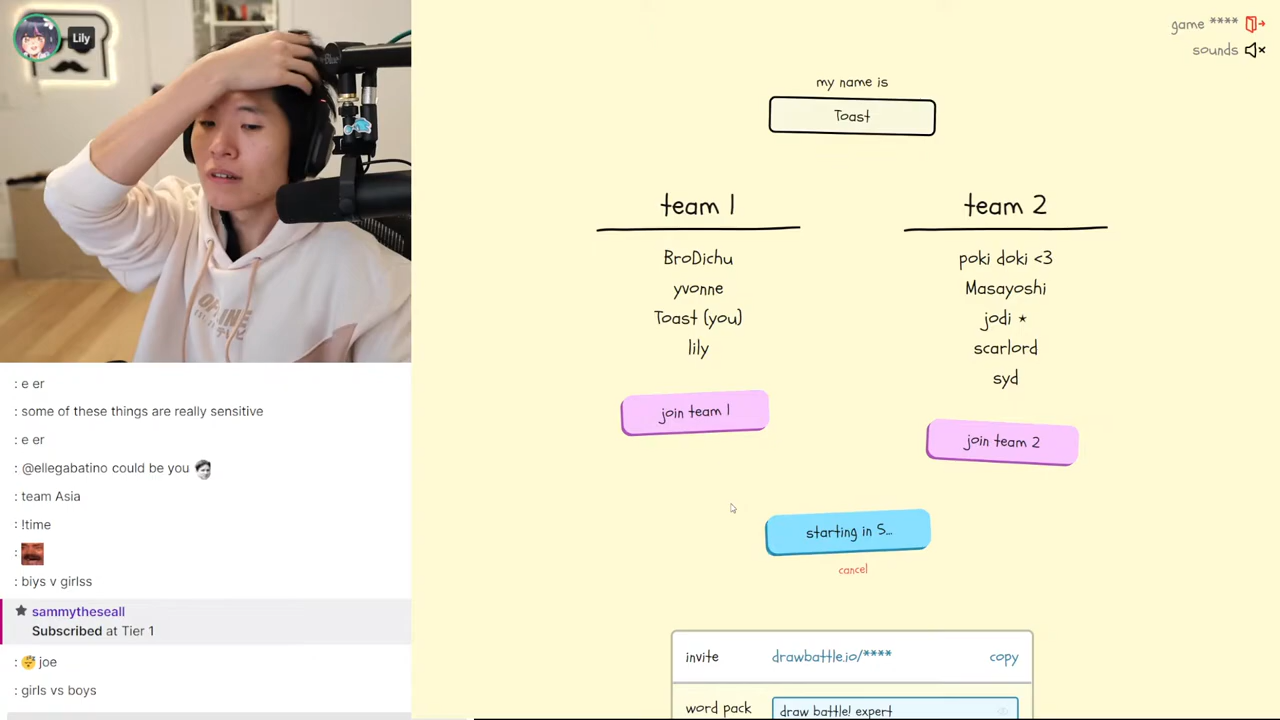 Lily
game ****
sounds
my name is
Toast
team 1
BroDichu
yvonne
Toast (you)
lily
join team 1
team 2
poki doki <3
Masayoshi
jodi *
scarlord
syd
join team 2
starting in 5...
cancel
invite drawbattle.io/**** copy
word pack draw battle! expert
: e er
: some of these things are really sensitive
: e er
: @ellegabatino could be you
: team Asia
: !time
:
: biys v girlss
sammytheseall
Subscribed at Tier 1
: joe
: girls vs boys